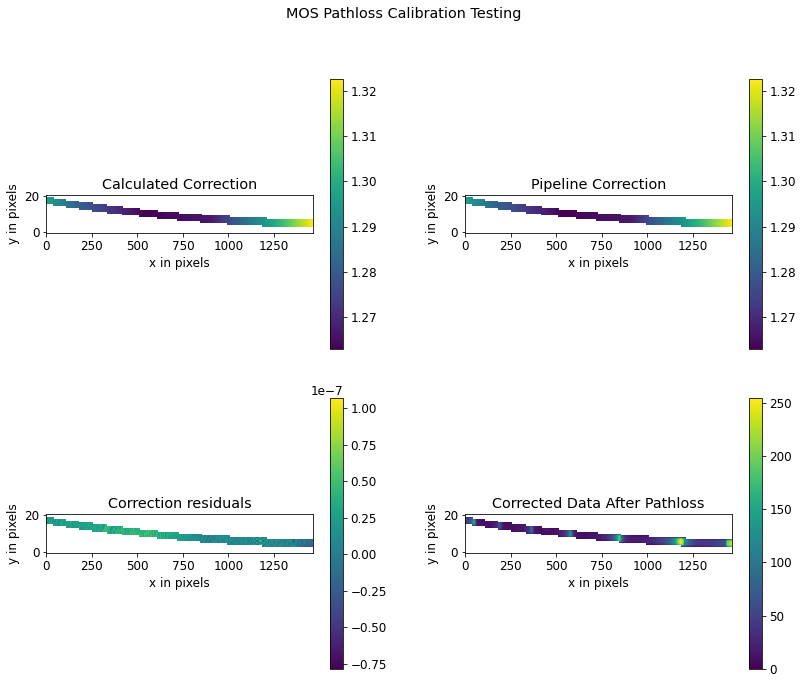 MOS Pathloss Calibration Testing
Calculated Correction
y in pixels
20
0
0 250 500 750 1000 1250
x in pixels
1.32
1.31
1.30
1.29
1.28
1.27
Pipeline Correction
y in pixels
20
0
0 250 500 750 1000 1250
x in pixels
1.32
1.31
1.30
1.29
1.28
1.27
Correction residuals
y in pixels
20
0
0 250 500 750 1000 1250
x in pixels
1e−7
1.00
0.75
0.50
0.25
0.00
−0.25
−0.50
−0.75
Corrected Data After Pathloss
y in pixels
20
0
0 250 500 750 1000 1250
x in pixels
250
200
150
100
50
0